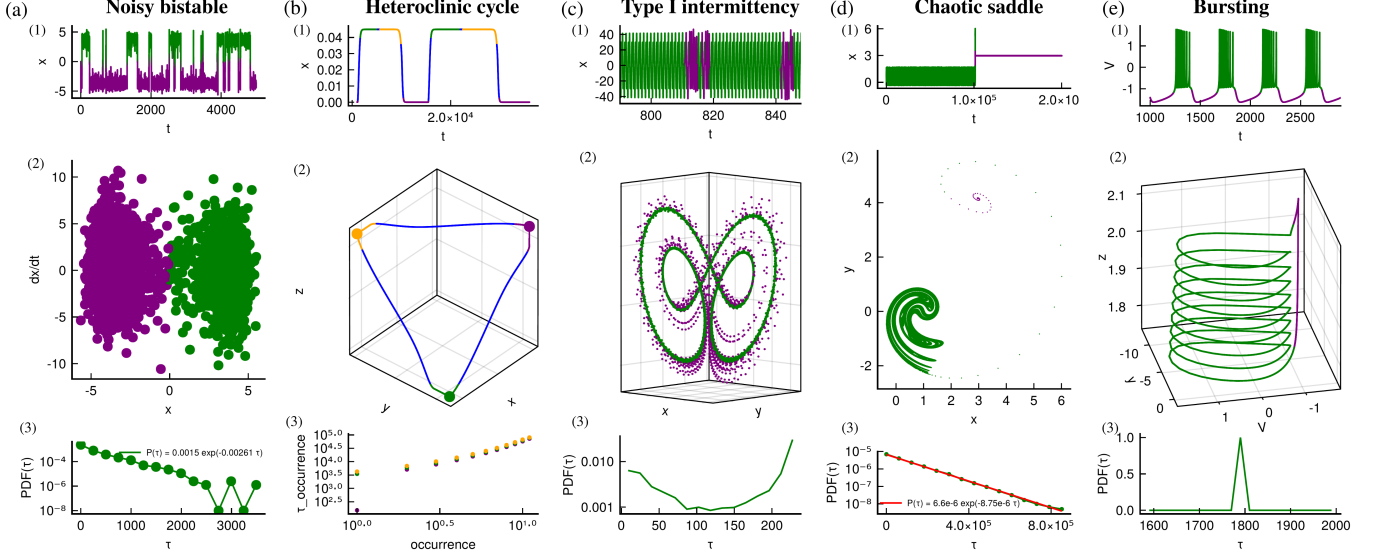 (a) Noisy bistable
(b) Heteroclinic cycle
(c) Type I intermittency
(d) Chaotic saddle
(e) Bursting
(1)
x
5
0
-5
0 2000 4000
t
(1)
x
0.04
0.03
0.02
0.01
0.00
0 2.0×10⁴
t
(1)
x
40
20
0
-20
-40
800 820 840
t
(1)
x
6
3
0
0 1.0×10⁵ 2.0×10
t
(1)
V
1
0
-1
1000 1500 2000 2500
t
(2)
dx/dt
10
5
0
-5
-10
-5 0 5
x
(2)
z
y
x
(2)
x
y
(2)
y
4
2
0
-2
0 1 2 3 4 5 6
x
(2)
z
2.1
2.0
1.9
1.8
-10
-5
0
1 0 -1
V
(3)
PDF(τ)
10⁻⁴
10⁻⁶
10⁻⁸
P(τ) = 0.0015 exp(-0.00261 τ)
0 1000 2000 3000
τ
(3)
τ_occurrence
10⁵·⁰
10⁴·⁵
10⁴·⁰
10³·⁵
10³·⁰
10²·⁵
10⁰·⁰ 10⁰·⁵ 10¹·⁰
occurrence
(3)
PDF(τ)
0.010
0.001
0 50 100 150 200
τ
(3)
PDF(τ)
10⁻⁵
10⁻⁶
10⁻⁷
10⁻⁸
P(τ) = 6.6e-6 exp(-8.75e-6 τ)
0 4.0×10⁵ 8.0×10⁵
τ
(3)
PDF(τ)
1.0
0.5
0.0
1600 1700 1800 1900 2000
τ